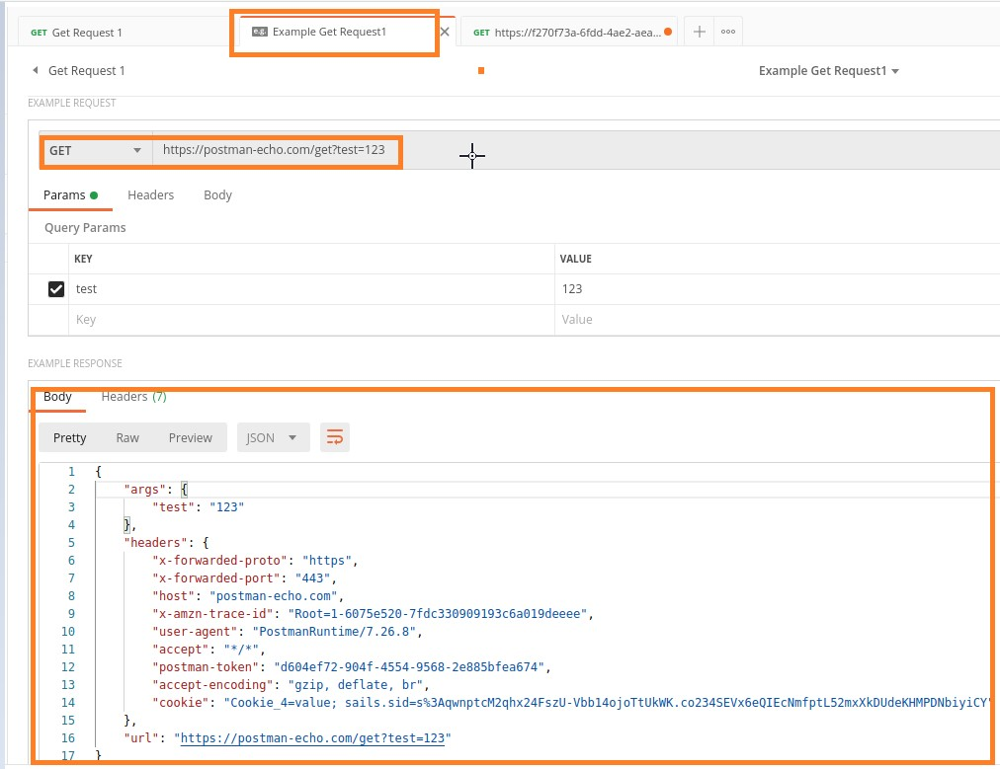 GET Get Request 1
e.g. Example Get Request1
GET https://f270f73a-6fdd-4ae2-aea...
Get Request 1
Example Get Request1
EXAMPLE REQUEST
GET https://postman-echo.com/get?test=123
Params Headers Body
Query Params
KEY VALUE
test 123
Key Value
EXAMPLE RESPONSE
Body Headers (7)
Pretty Raw Preview JSON
1 {
2 "args": {
3 "test": "123"
4 },
5 "headers": {
6 "x-forwarded-proto": "https",
7 "x-forwarded-port": "443",
8 "host": "postman-echo.com",
9 "x-amzn-trace-id": "Root=1-6075e520-7fdc330909193c6a019deeee",
10 "user-agent": "PostmanRuntime/7.26.8",
11 "accept": "*/*",
12 "postman-token": "d604ef72-904f-4554-9568-2e885bfea674",
13 "accept-encoding": "gzip, deflate, br",
14 "cookie": "Cookie_4=value; sails.sid=s%3AqwnptcM2qhx24FszU-Vbb14ojoTtUkWK.co234SEVx6eQIEcNmfptL52mxXkDUdeKHMPDNbiyiCY"
15 },
16 "url": "https://postman-echo.com/get?test=123"
17 }